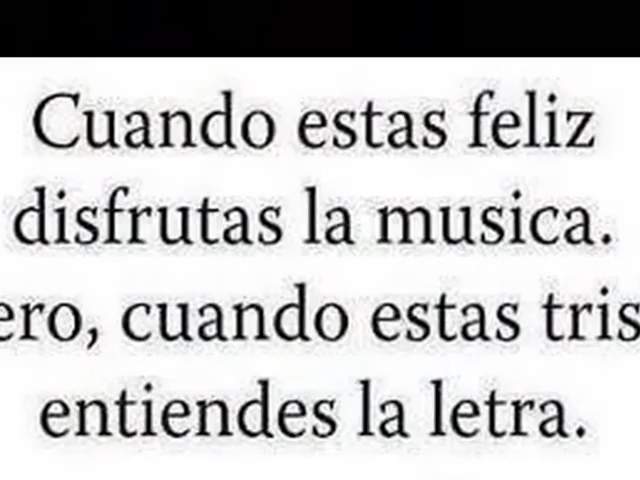 Cuando estas feliz
disfrutas la musica.
ero, cuando estas tris
entiendes la letra.